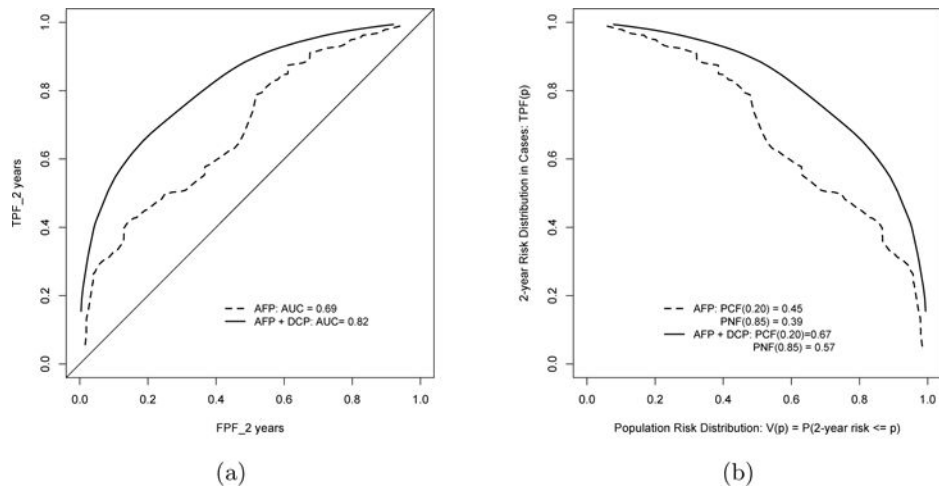 1.0
0.8
0.6
0.4
0.2
0.0
TPF_2 years
AFP: AUC = 0.69
AFP + DCP: AUC= 0.82
0.0 0.2 0.4 0.6 0.8 1.0
FPF_2 years
(a)
1.0
0.8
0.6
0.4
0.2
0.0
2-year Risk Distribution in Cases: TPF(p)
AFP: PCF(0.20) = 0.45
PNF(0.85) = 0.39
AFP + DCP: PCF(0.20)=0.67
PNF(0.85) = 0.57
0.0 0.2 0.4 0.6 0.8 1.0
Population Risk Distribution: V(p) = P(2-year risk <= p)
(b)